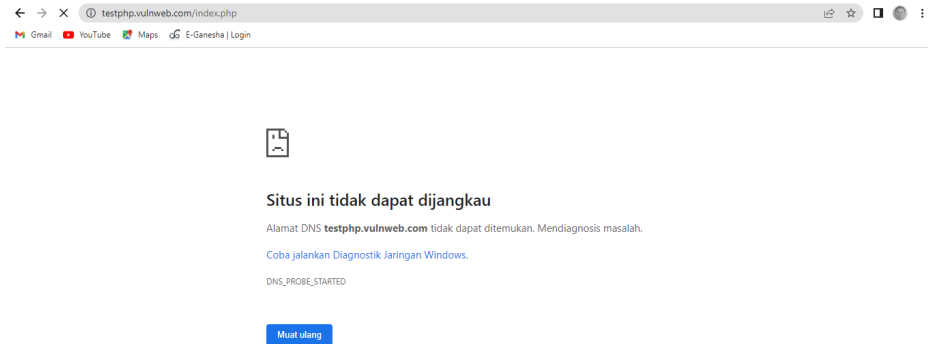 testphp.vulnweb.com/index.php
Gmail YouTube Maps E-Ganesha | Login
Situs ini tidak dapat dijangkau
Alamat DNS testphp.vulnweb.com tidak dapat ditemukan. Mendiagnosis masalah.
Coba jalankan Diagnostik Jaringan Windows.
DNS_PROBE_STARTED
Muat ulang